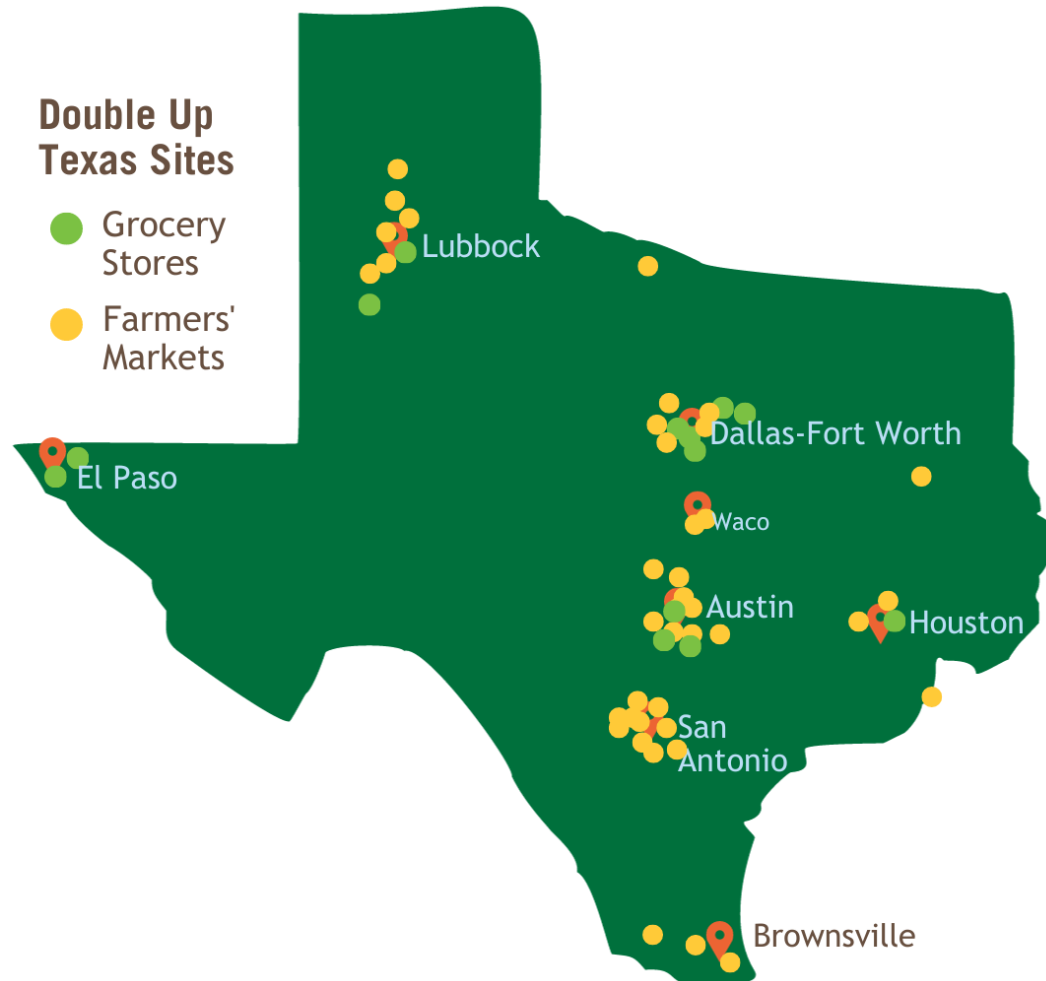 Double Up
Texas Sites
Grocery
Stores
Farmers'
Markets
Lubbock
Dallas-Fort Worth
El Paso
Waco
Austin
Houston
San
Antonio
Brownsville